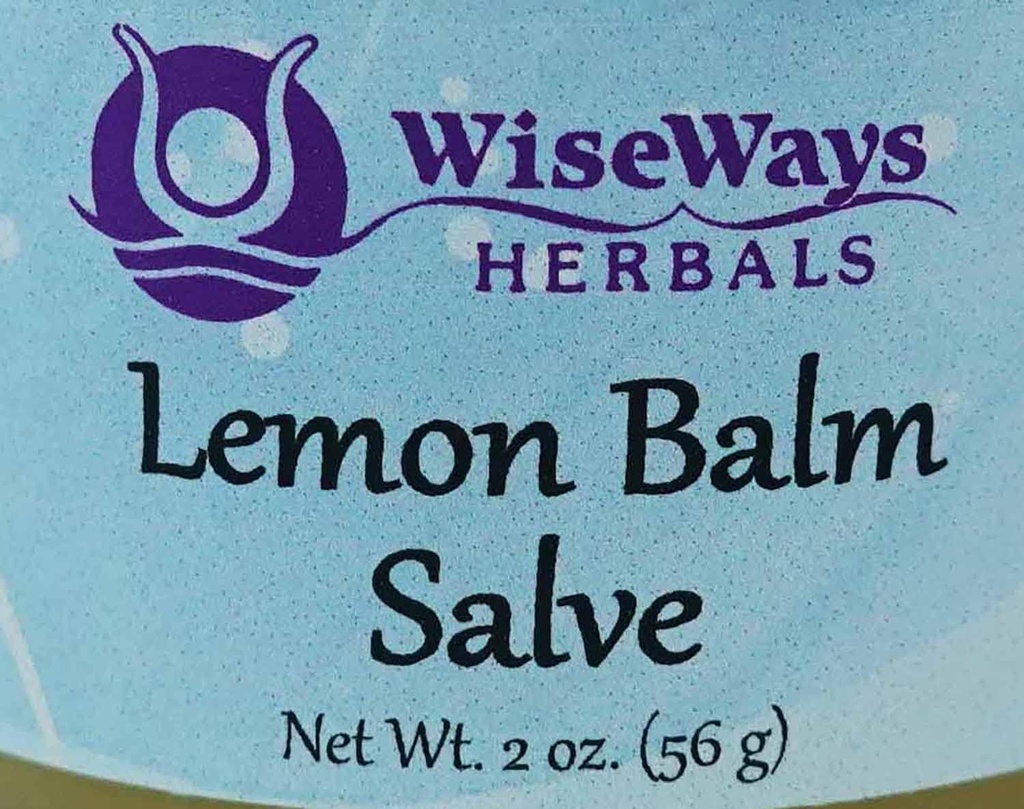 WiseWays
HERBALS
Lemon Balm
Salve
Net Wt. 2 oz. (56 g)